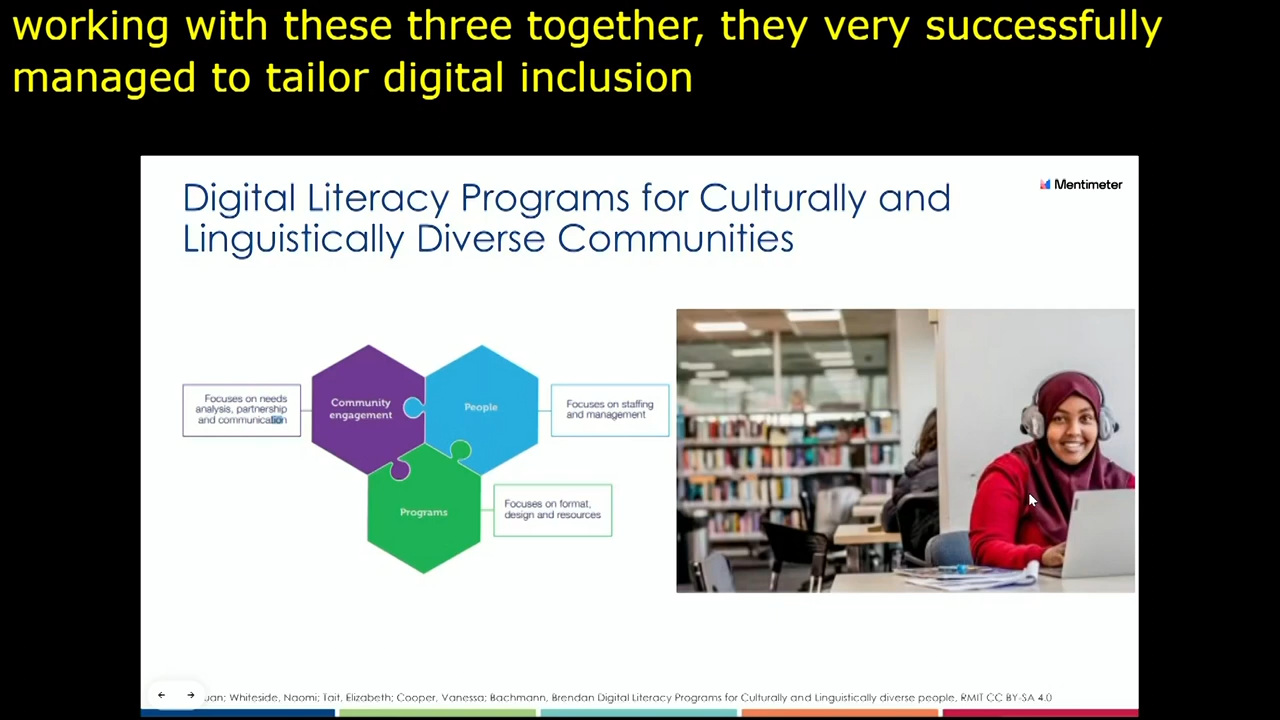 working with these three together, they very successfully
managed to tailor digital inclusion
Digital Literacy Programs for Culturally and
Linguistically Diverse Communities
Mentimeter
Community
engagement
People
Programs
Focuses on needs
analysis, partnership
and communication
Focuses on staffing
and management
Focuses on format,
design and resources
Whiteside, Naomi; Tait, Elizabeth; Cooper, Vanessa; Bachmann, Brendan Digital Literacy Programs for Culturally and Linguistically diverse people, RMIT CC BY-SA 4.0